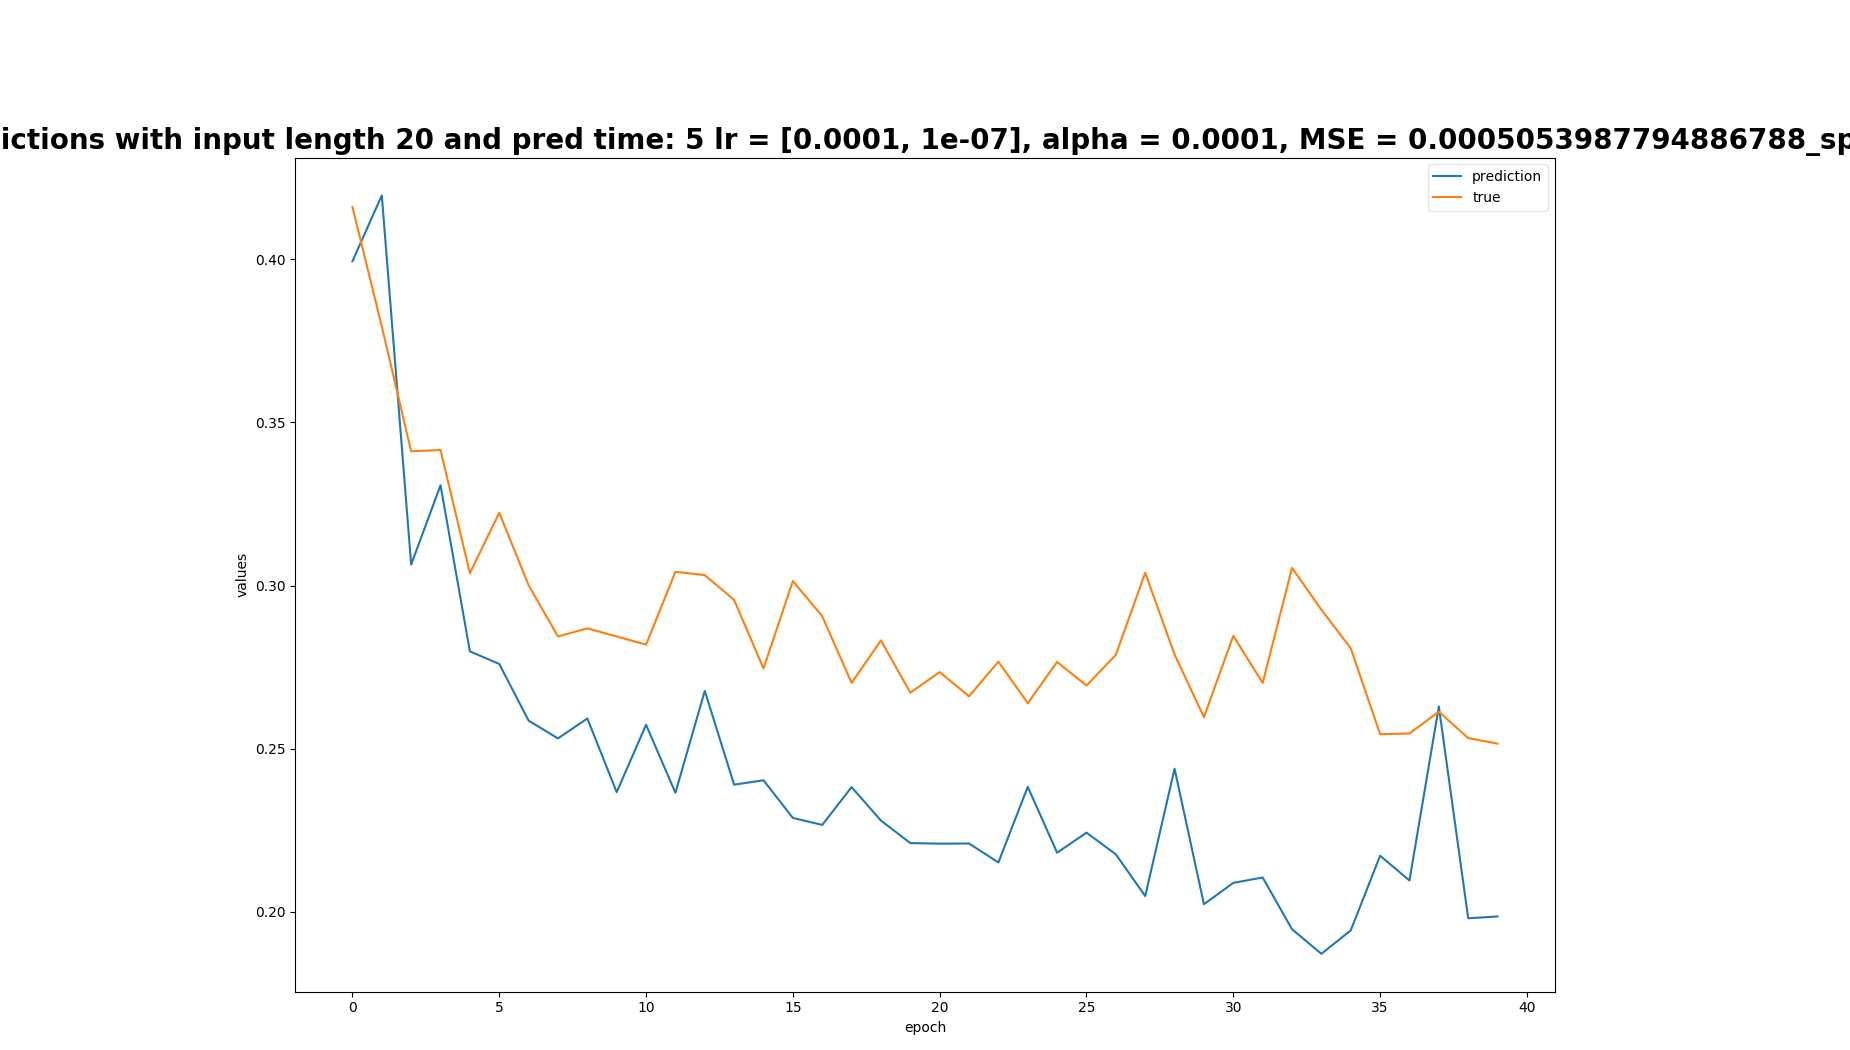 ictions with input length 20 and pred time: 5 lr = [0.0001, 1e-07], alpha = 0.0001, MSE = 0.0005053987794886788_sp
prediction
true
0.40
0.35
0.30
0.25
0.20
values
0 5 10 15 20 25 30 35 40
epoch